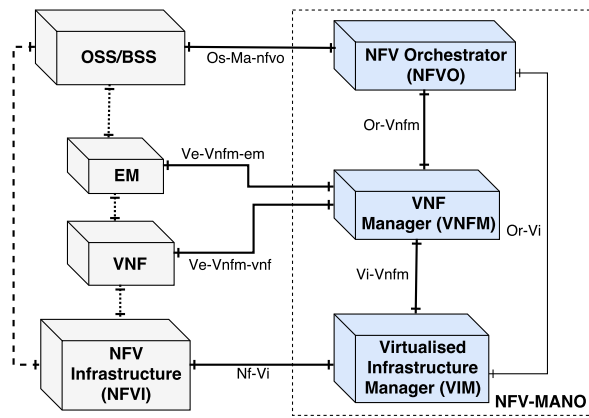 OSS/BSS
Os-Ma-nfvo
NFV Orchestrator
(NFVO)
Or-Vnfm
Ve-Vnfm-em
EM
VNF
Manager (VNFM)
Or-Vi
VNF
Ve-Vnfm-vnf
Vi-Vnfm
NFV
Infrastructure
(NFVI)
Nf-Vi
Virtualised
Infrastructure
Manager (VIM)
NFV-MANO